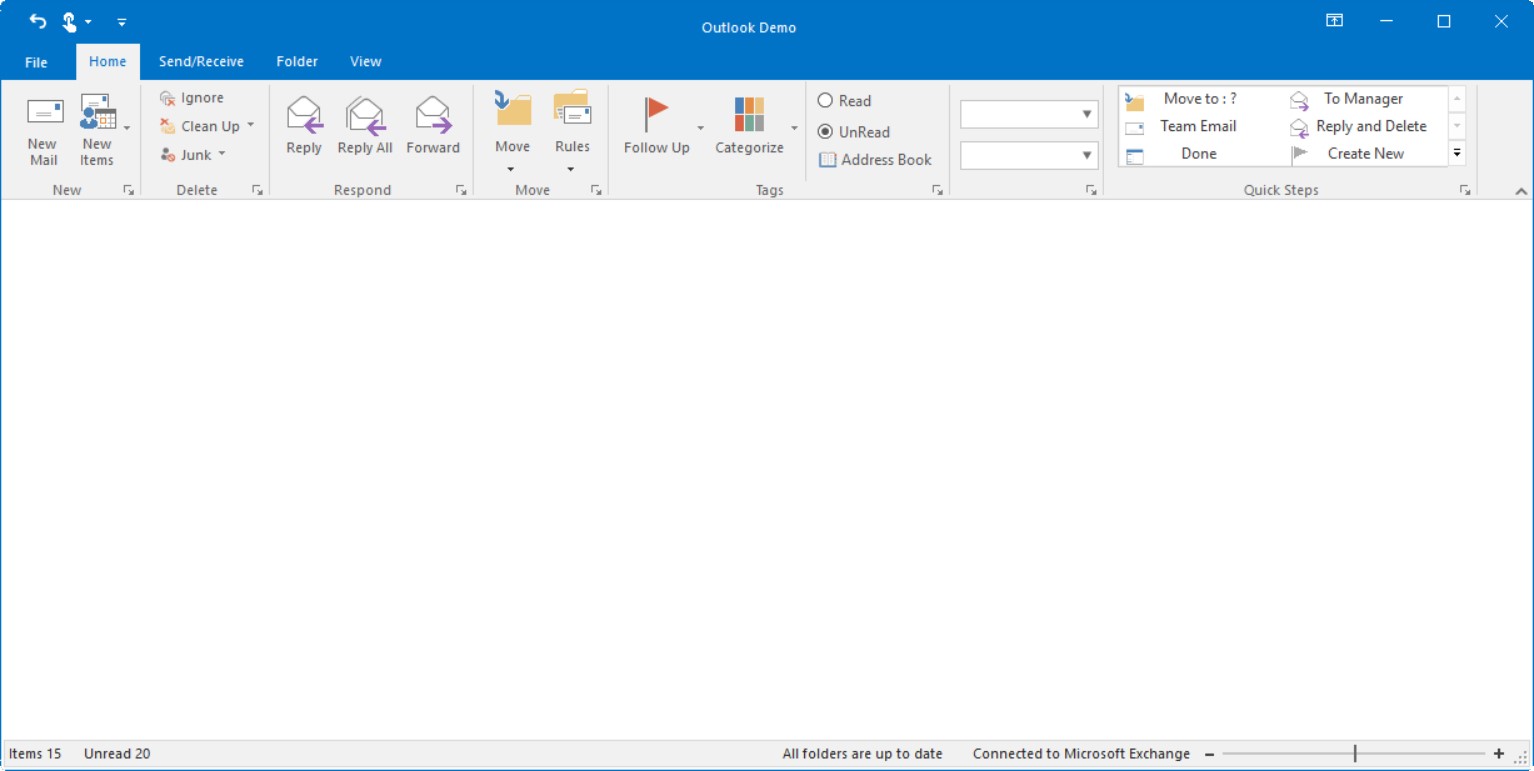 Outlook Demo
File Home Send/Receive Folder View
New Mail
New Items
New
Ignore
Clean Up
Junk
Delete
Reply Reply All Forward
Respond
Move Rules
Move
Follow Up Categorize
Read
UnRead
Address Book
Tags
Move to : ? To Manager
Team Email Reply and Delete
Done Create New
Quick Steps
Items 15 Unread 20 All folders are up to date Connected to Microsoft Exchange